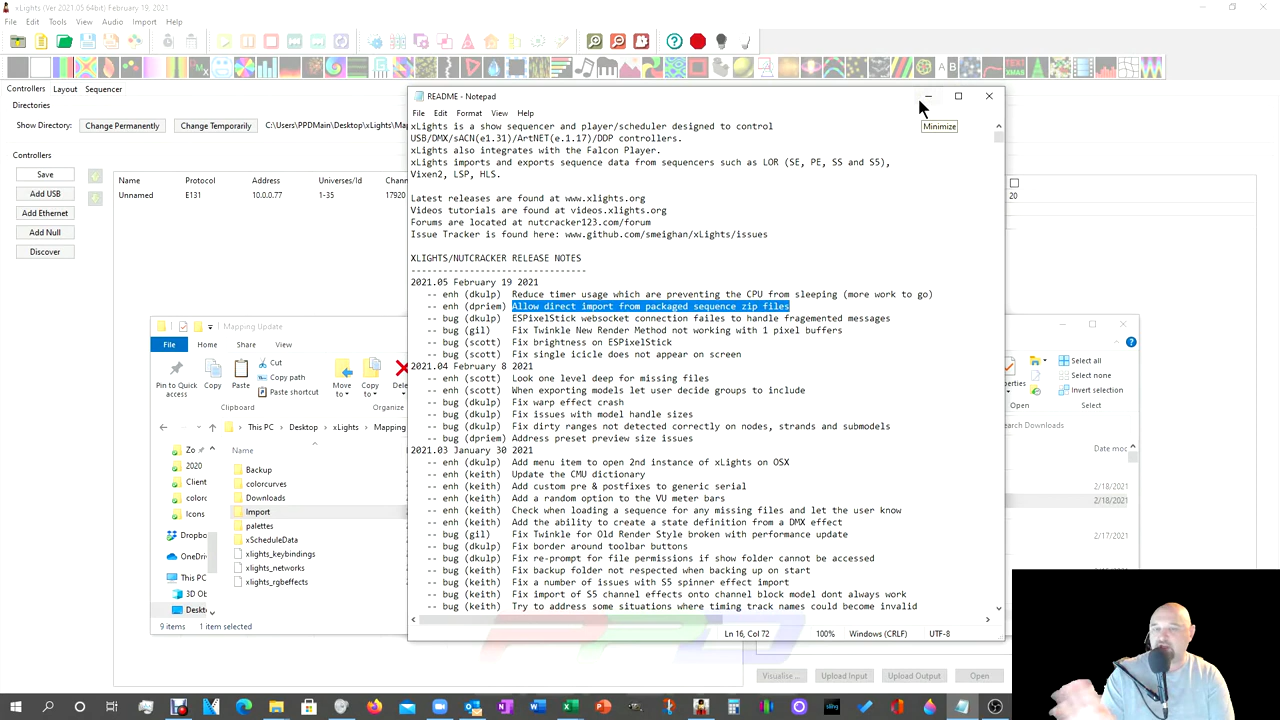 xLights (Ver 2021.05 64bit) February 19, 2021
File Edit Tools View Audio Import Help
Controllers Layout Sequencer
Directories
Show Directory: Change Permanently Change Temporarily C:\Users\PPDMain\Desktop\xLights\Ma
Controllers
Save
Add USB
Add Ethernet
Add Null
Discover
Name Protocol Address Universes/Id Chann
Unnamed E131 10.0.0.77 1-35 17920
20
README - Notepad
File Edit Format View Help
Minimize
xLights is a show sequencer and player/scheduler designed to control
USB/DMX/sACN(e1.31)/ArtNET(e.1.17)/DDP controllers.
xLights also integrates with the Falcon Player.
xLights imports and exports sequence data from sequencers such as LOR (SE, PE, SS and S5),
Vixen2, LSP, HLS.
Latest releases are found at www.xlights.org
Videos tutorials are found at videos.xlights.org
Forums are located at nutcracker123.com/forum
Issue Tracker is found here: www.github.com/smeighan/xLights/issues
XLIGHTS/NUTCRACKER RELEASE NOTES
---------------------------------
2021.05 February 19 2021
-- enh (dkulp) Reduce timer usage which are preventing the CPU from sleeping (more work to go)
-- enh (dpriem) Allow direct import from packaged sequence zip files
-- bug (dkulp) ESPixelStick websocket connection failes to handle fragemented messages
-- bug (gil) Fix Twinkle New Render Method not working with 1 pixel buffers
-- bug (scott) Fix brightness on ESPixelStick
-- bug (scott) Fix single icicle does not appear on screen
2021.04 February 8 2021
-- enh (scott) Look one level deep for missing files
-- enh (scott) When exporting models let user decide groups to include
-- bug (dkulp) Fix warp effect crash
-- bug (dkulp) Fix issues with model handle sizes
-- bug (dkulp) Fix dirty ranges not detected correctly on nodes, strands and submodels
-- bug (dpriem) Address preset preview size issues
2021.03 January 30 2021
-- enh (dkulp) Add menu item to open 2nd instance of xLights on OSX
-- enh (keith) Update the CMU dictionary
-- enh (keith) Add custom pre & postfixes to generic serial
-- enh (keith) Add a random option to the VU meter bars
-- enh (keith) Check when loading a sequence for any missing files and let the user know
-- enh (keith) Add the ability to create a state definition from a DMX effect
-- bug (gil) Fix Twinkle for Old Render Style broken with performance update
-- bug (dkulp) Fix border around toolbar buttons
-- bug (dkulp) Fix re-prompt for file permissions if show folder cannot be accessed
-- bug (keith) Fix backup folder not respected when backing up on start
-- bug (keith) Fix a number of issues with S5 spinner effect import
-- bug (keith) Fix import of S5 channel effects onto channel block model dont always work
-- bug (keith) Try to address some situations where timing track names could become invalid
Ln 16, Col 72 100% Windows (CRLF) UTF-8
Mapping Update
File Home Share View
Pin to Quick access
Copy
Paste
Cut
Copy path
Paste shortcut
Move to
Copy to
Dele
Clipboard
Organize
This PC Desktop xLights Mapping
Zo
2020
Client
colorc
Icons
Dropbo
OneDriv
This PC
3D Ob
Deskt
Backup
colorcurves
Downloads
Import
palettes
xScheduleData
xlights_keybindings
xlights_networks
xlights_rgbeffects
9 items 1 item selected
Select all
Select none
Invert selection
Open
Select
Date moc
2/18/2021
2/18/2021
2/17/2021
Visualise... Upload Input Upload Output Open